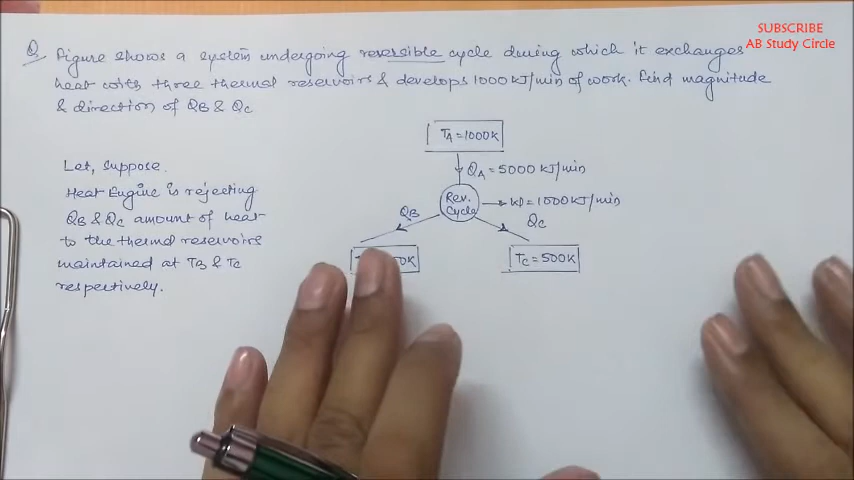 SUBSCRIBE
AB Study Circle
Q. Figure shows a system undergoing reversible cycle during which it exchanges
heat with three thermal reservoirs & develops 1000 kJ/min of work. Find magnitude
& direction of QB & QC
TA = 1000K
Let, suppose.
QA = 5000 kJ/min
Heat Engine is rejecting
Rev. Cycle
W = 1000 kJ/min
QB & QC amount of heat
QB
QC
to the thermal reservoirs
maintained at TB & TC
TC = 500K
respectively.